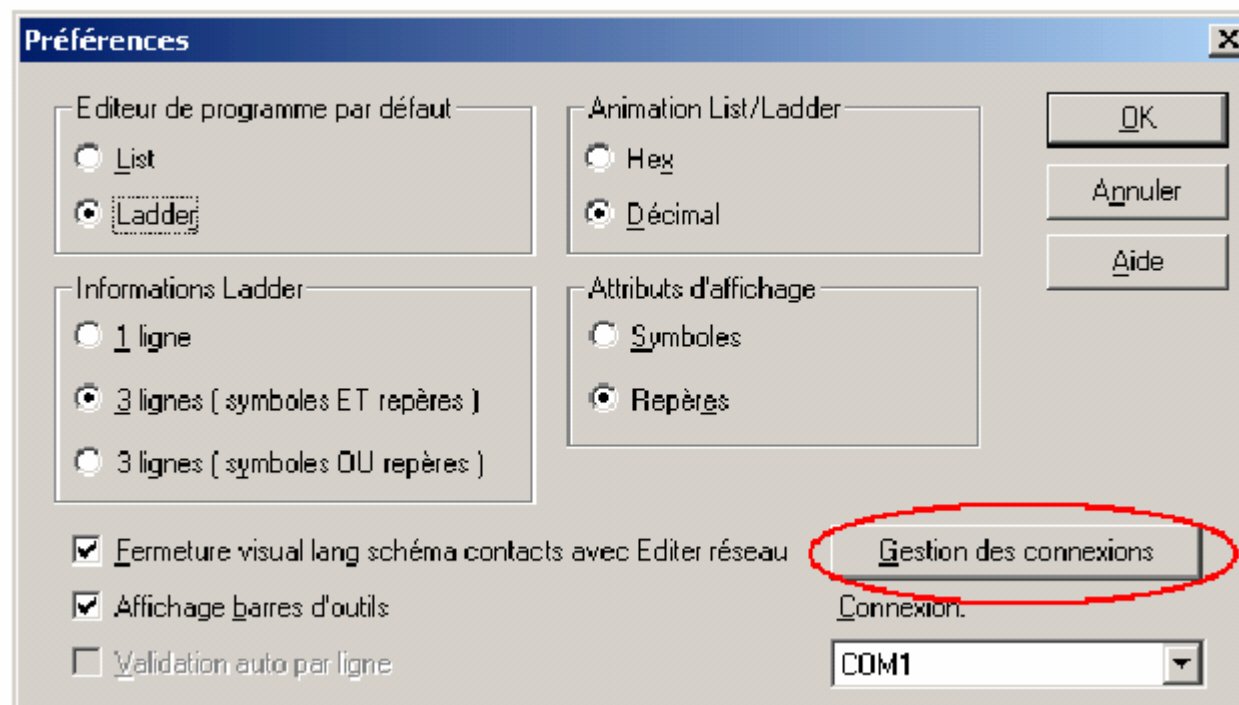 Préférences
Editeur de programme par défaut
List
Ladder
Animation List/Ladder
Hex
Décimal
OK
Annuler
Aide
Informations Ladder
1 ligne
3 lignes ( symboles ET repères )
3 lignes ( symboles OU repères )
Attributs d'affichage
Symboles
Repères
Fermeture visual lang schéma contacts avec Editer réseau
Affichage barres d'outils
Validation auto par ligne
Gestion des connexions
Connexion:
COM1